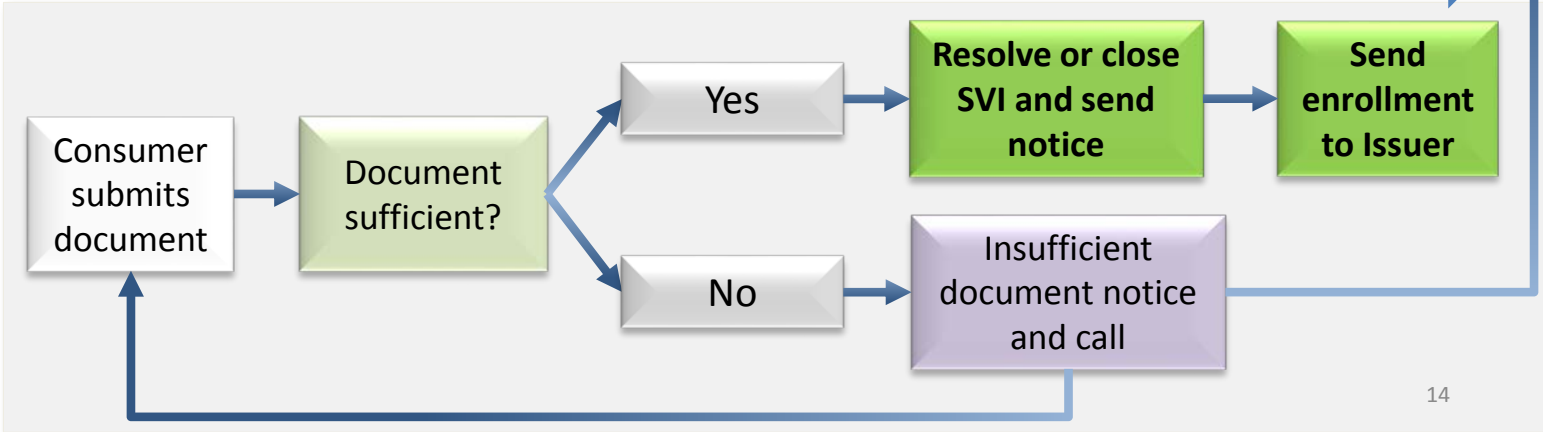 Consumer
submits
document
Document
sufficient?
Yes
Resolve or close
SVI and send
notice
Send
enrollment
to Issuer
No
Insufficient
document notice
and call
14